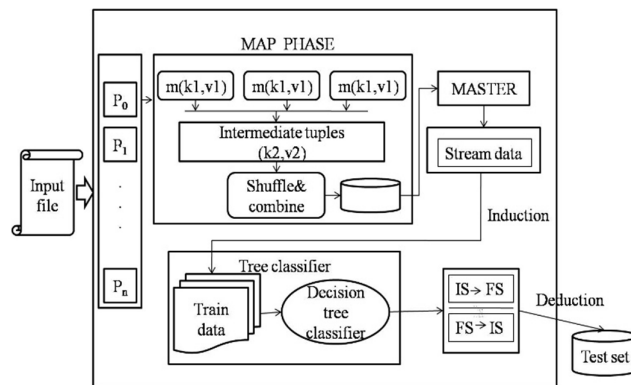 MAP PHASE
m(k1,v1) m(k1,v1) m(k1,v1)
P0
MASTER
P1
Intermediate tuples
(k2,v2)
Stream data
Input
file
Shuffle&
combine
Induction
Pn
Tree classifier
Train
data
Decision
tree
classifier
IS→FS
FS→IS
Deduction
Test set